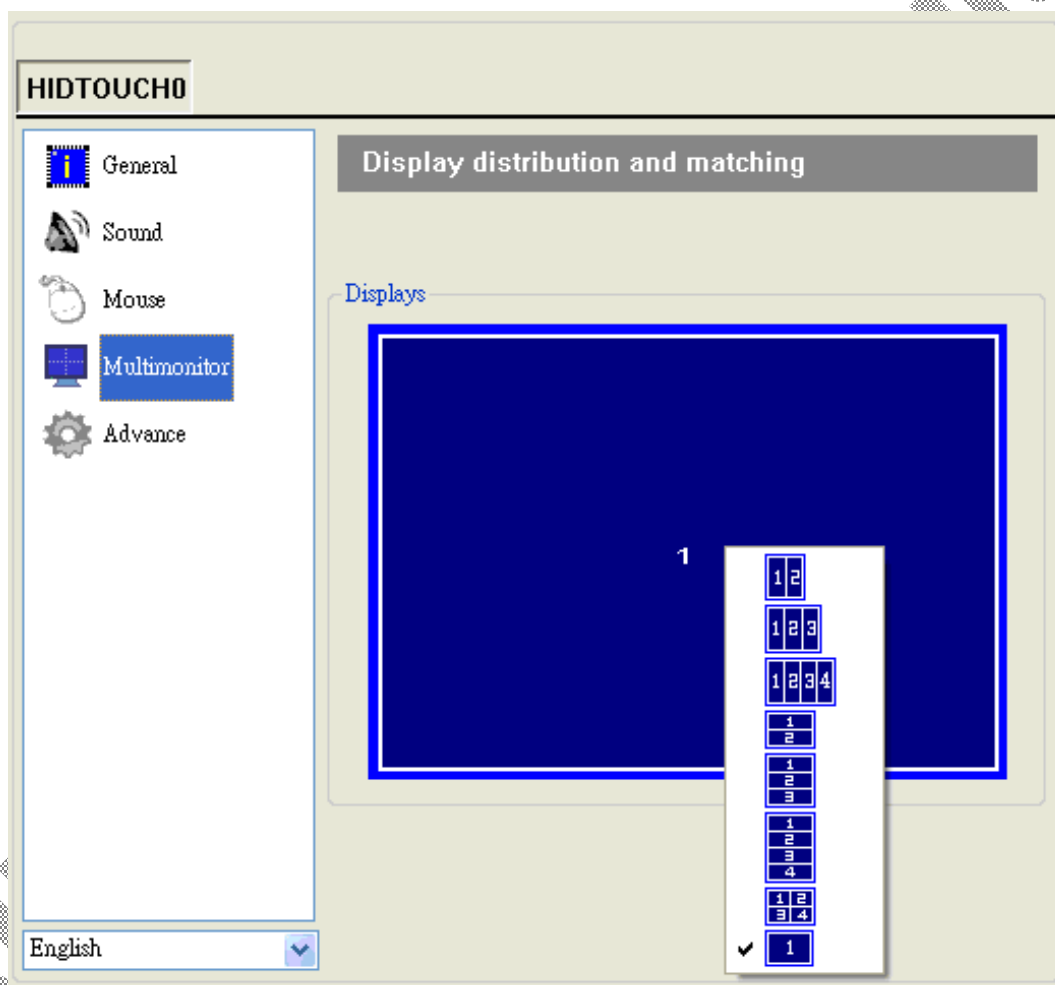 HIDTOUCH0
General
Sound
Mouse
Multimonitor
Advance
English
Display distribution and matching
Displays
1
1 2
1 2 3
1 2 3 4
1
2
1
2
3
1
2
3
4
1 2
3 4
1